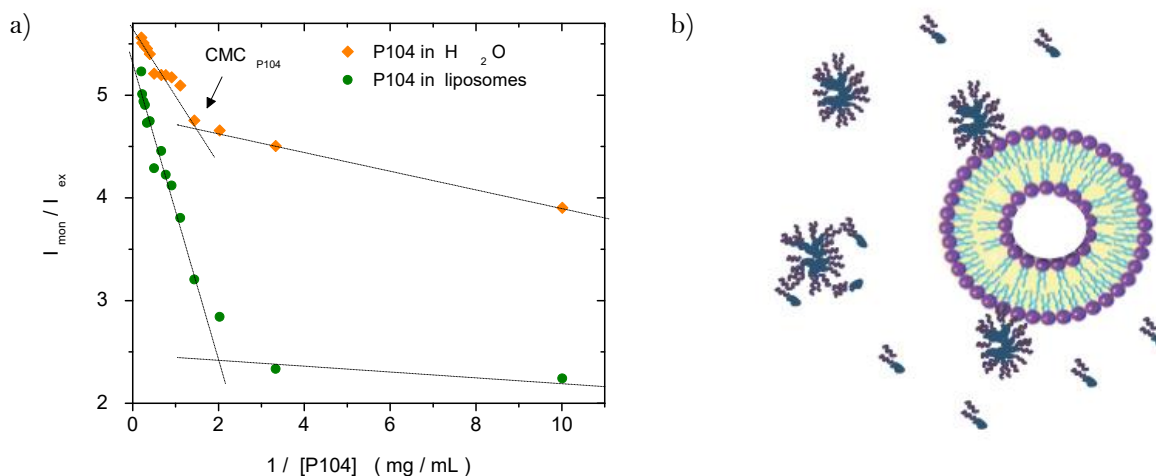 a)
b)
CMC P104
P104 in H 2 O
P104 in liposomes
I mon / I ex
5
4
3
2
0 2 4 6 8 10
1 / [P104] ( mg / mL )